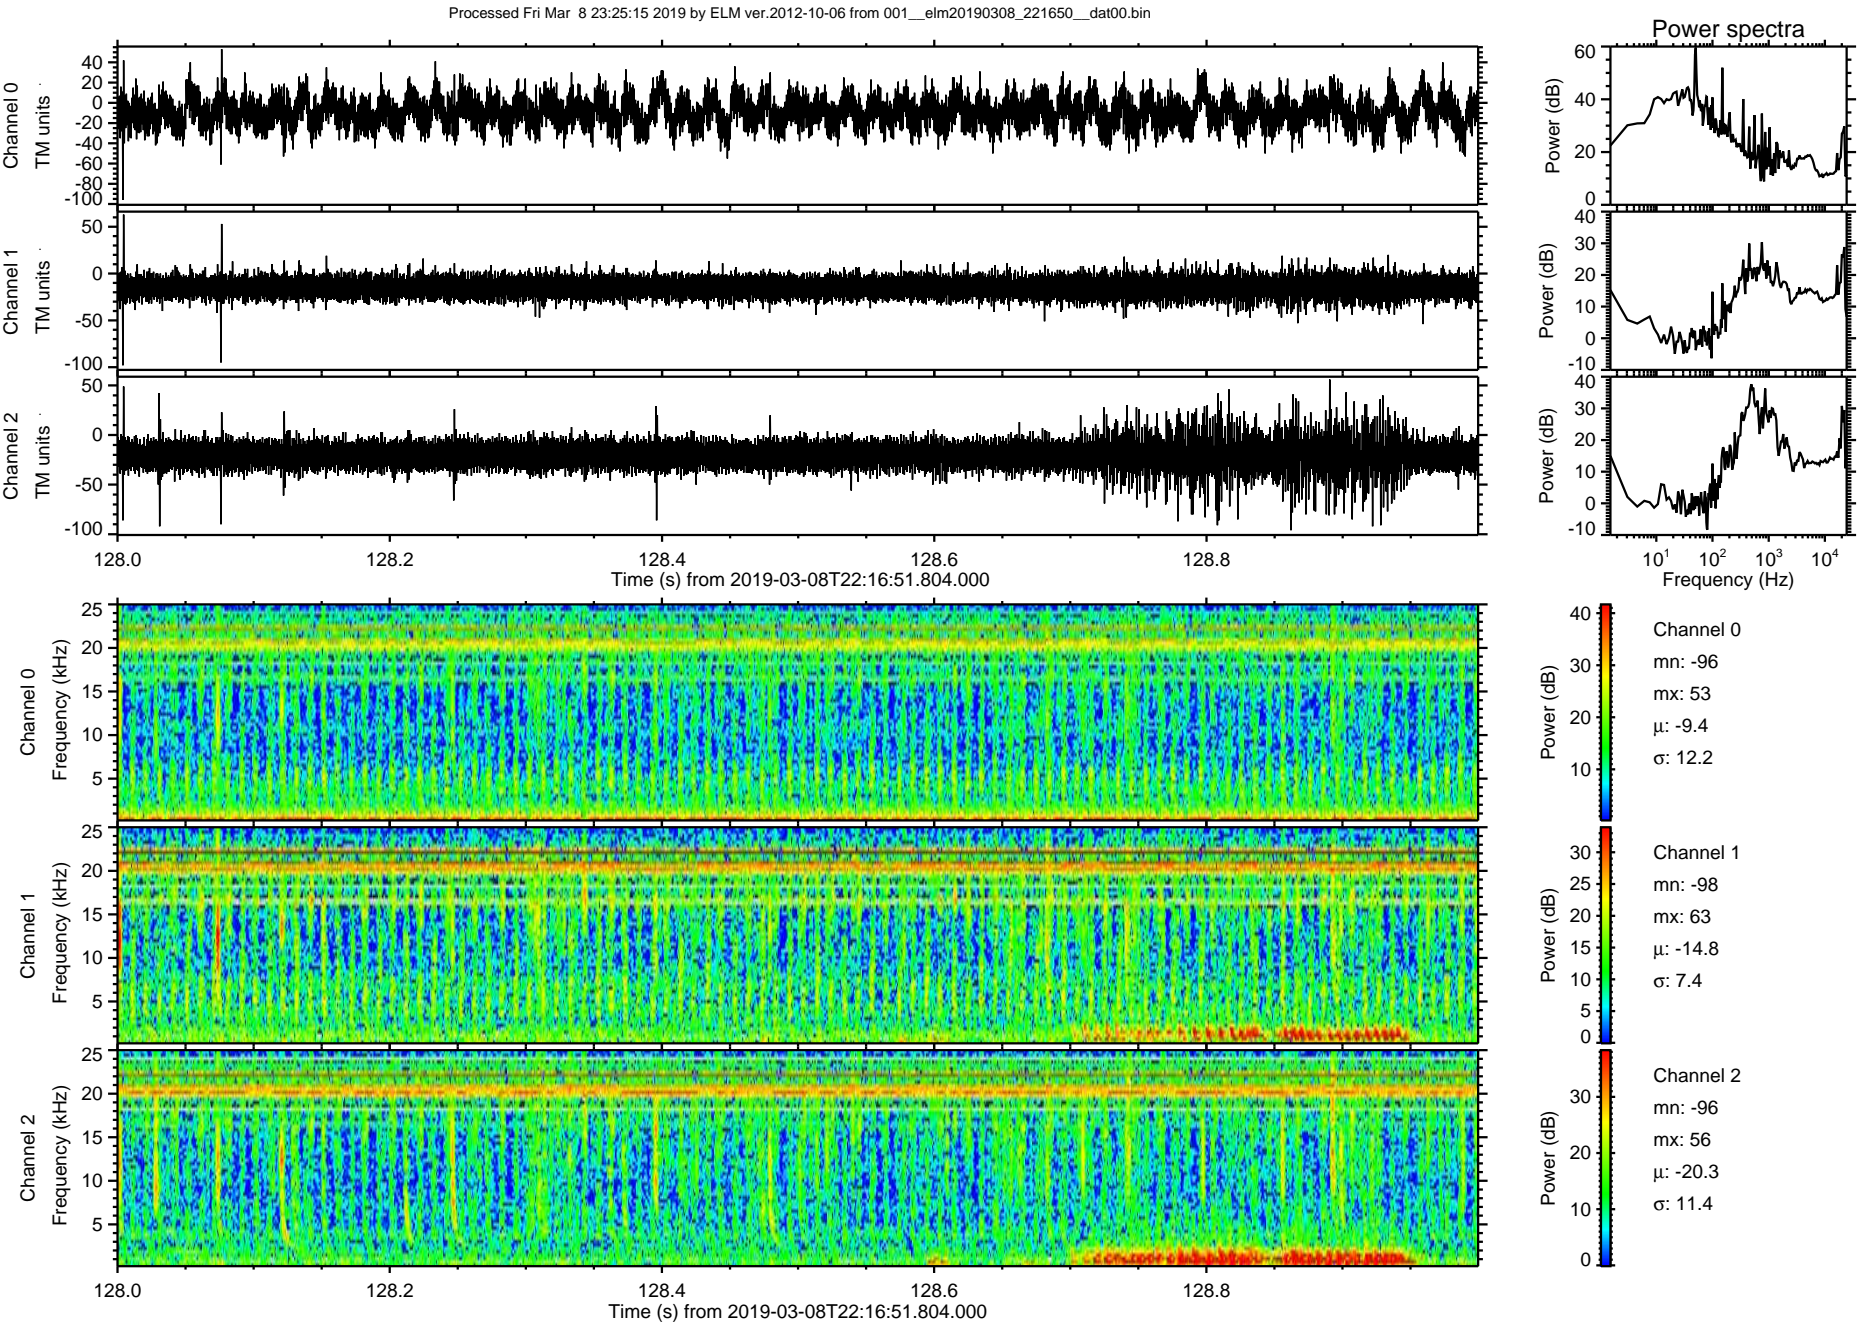 Processed Fri Mar  8 23:25:15 2019 by ELM ver.2012-10-06 from 001__elm20190308_221650__dat00.bin
Power spectra
Channel 0
TM units
40
20
0
-20
-40
-60
-80
-100
Power (dB)
60
40
20
0
Channel 1
TM units
50
0
-50
-100
Power (dB)
40
30
20
10
0
-10
Channel 2
TM units
50
0
-50
-100
Power (dB)
40
30
20
10
0
-10
128.0 128.2 128.4 128.6 128.8
Time (s) from 2019-03-08T22:16:51.804.000
10^1 10^2 10^3 10^4
Frequency (Hz)
Channel 0
Frequency (kHz)
25
20
15
10
5
Power (dB)
40
30
20
10
Channel 0
mn: -96
mx: 53
μ: -9.4
σ: 12.2
Channel 1
Frequency (kHz)
25
20
15
10
5
Power (dB)
30
25
20
15
10
5
0
Channel 1
mn: -98
mx: 63
μ: -14.8
σ: 7.4
Channel 2
Frequency (kHz)
25
20
15
10
5
Power (dB)
30
20
10
0
Channel 2
mn: -96
mx: 56
μ: -20.3
σ: 11.4
128.0 128.2 128.4 128.6 128.8
Time (s) from 2019-03-08T22:16:51.804.000